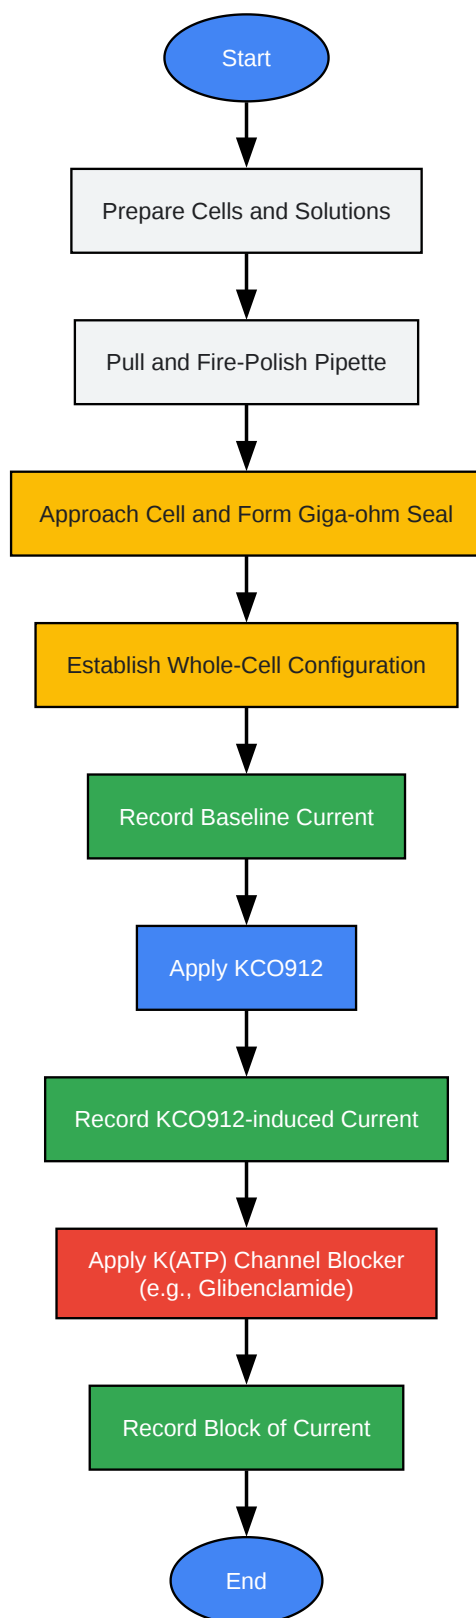 Start
Prepare Cells and Solutions
Pull and Fire-Polish Pipette
Approach Cell and Form Giga-ohm Seal
Establish Whole-Cell Configuration
Record Baseline Current
Apply KCO912
Record KCO912-induced Current
Apply K(ATP) Channel Blocker
(e.g., Glibenclamide)
Record Block of Current
End